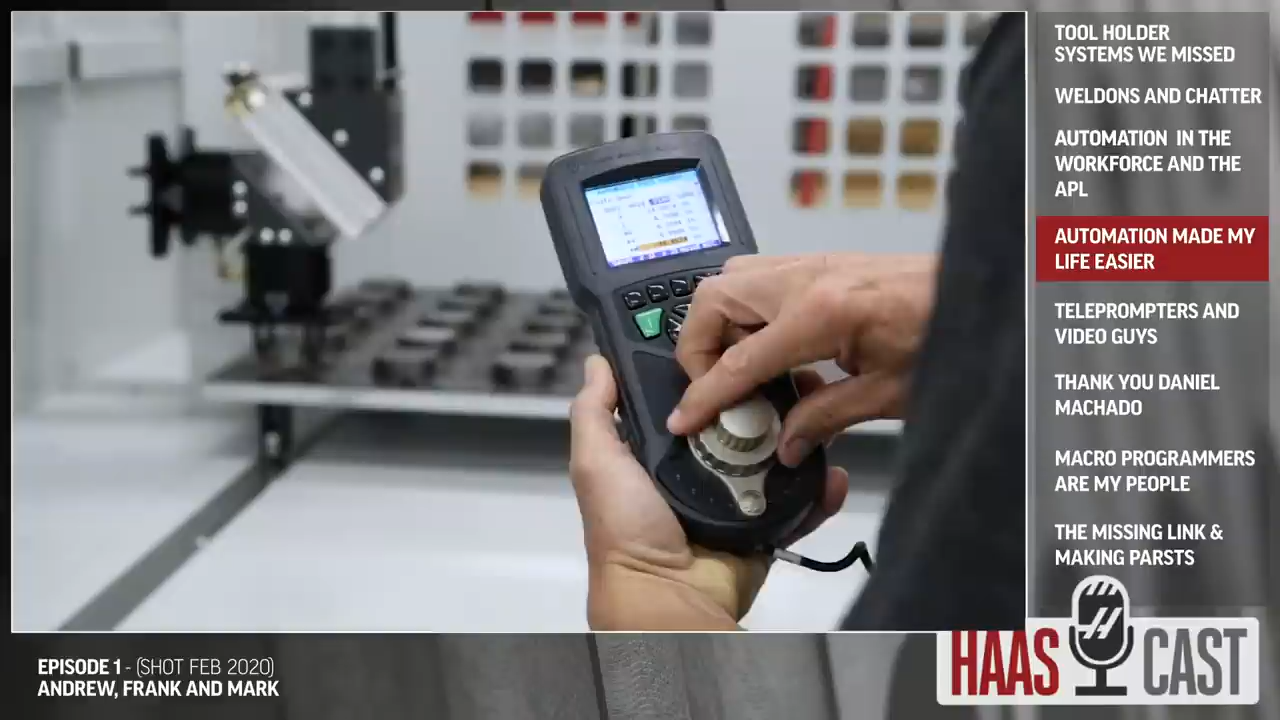 TOOL HOLDER
SYSTEMS WE MISSED
WELDONS AND CHATTER
AUTOMATION IN THE
WORKFORCE AND THE
APL
AUTOMATION MADE MY
LIFE EASIER
TELEPROMPTERS AND
VIDEO GUYS
THANK YOU DANIEL
MACHADO
MACRO PROGRAMMERS
ARE MY PEOPLE
THE MISSING LINK &
MAKING PARSTS
EPISODE 1 - (SHOT FEB 2020)
ANDREW, FRANK AND MARK
HAAS CAST